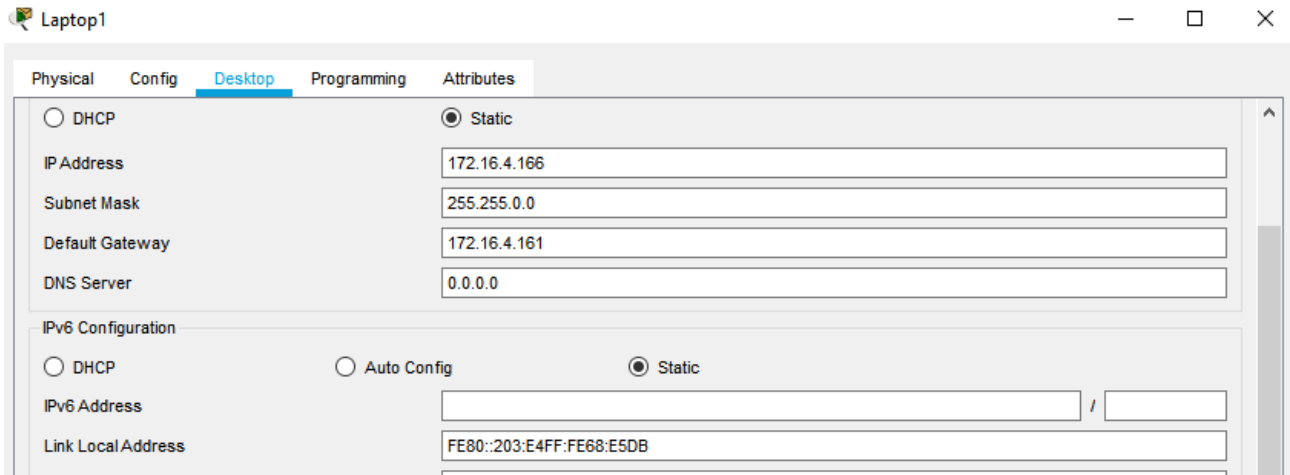 Laptop1
Physical Config Desktop Programming Attributes
DHCP Static
IP Address 172.16.4.166
Subnet Mask 255.255.0.0
Default Gateway 172.16.4.161
DNS Server 0.0.0.0
IPv6 Configuration
DHCP Auto Config Static
IPv6 Address /
Link Local Address FE80::203:E4FF:FE68:E5DB